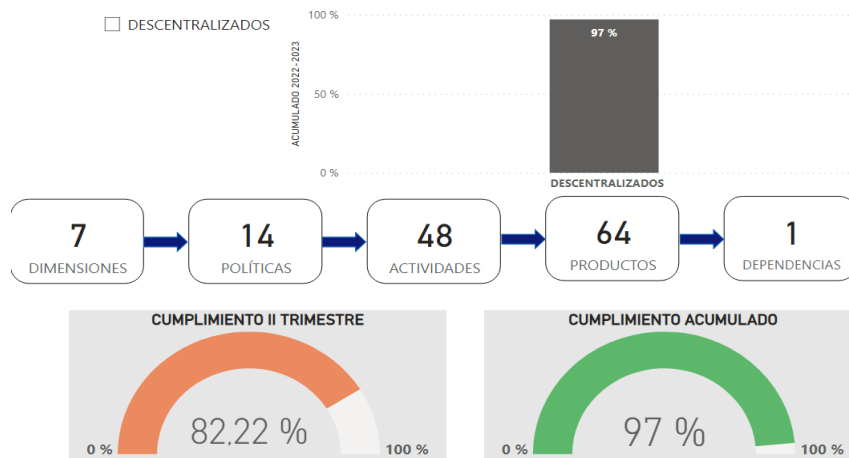 DESCENTRALIZADOS
100 %
50 %
0 %
ACUMULADO 2022-2023
97 %
DESCENTRALIZADOS
7
DIMENSIONES
14
POLÍTICAS
48
ACTIVIDADES
64
PRODUCTOS
1
DEPENDENCIAS
CUMPLIMIENTO II TRIMESTRE
82,22 %
0 %
100 %
CUMPLIMIENTO ACUMULADO
97 %
0 %
100 %